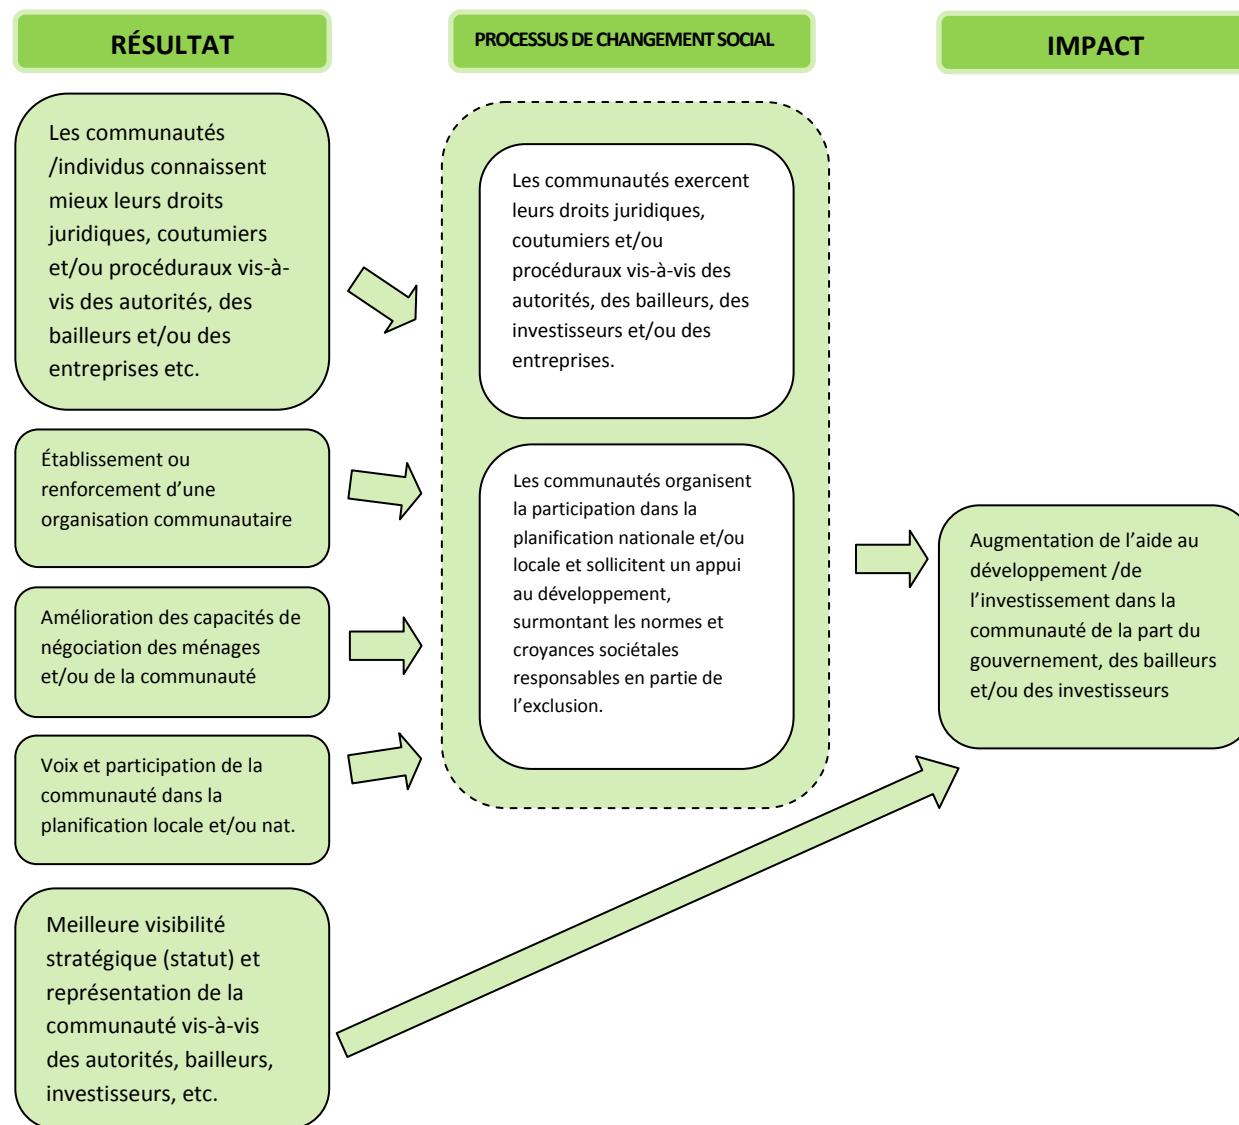 RÉSULTAT
PROCESSUS DE CHANGEMENT SOCIAL
IMPACT
Les communautés
/individus connaissent
mieux leurs droits
juridiques, coutumiers
et/ou procéduraux vis-à-
vis des autorités, des
bailleurs et/ou des
entreprises etc.
Établissement ou
renforcement d’une
organisation communautaire
Amélioration des capacités de
négociation des ménages
et/ou de la communauté
Voix et participation de la
communauté dans la
planification locale et/ou nat.
Meilleure visibilité
stratégique (statut) et
représentation de la
communauté vis-à-vis
des autorités, bailleurs,
investisseurs, etc.
Les communautés exercent
leurs droits juridiques,
coutumiers et/ou
procéduraux vis-à-vis des
autorités, des bailleurs, des
investisseurs et/ou des
entreprises.
Les communautés organisent
la participation dans la
planification nationale et/ou
locale et sollicitent un appui
au développement,
surmontant les normes et
croyances sociétales
responsables en partie de
l’exclusion.
Augmentation de l’aide au
développement /de
l’investissement dans la
communauté de la part du
gouvernement, des bailleurs
et/ou des investisseurs